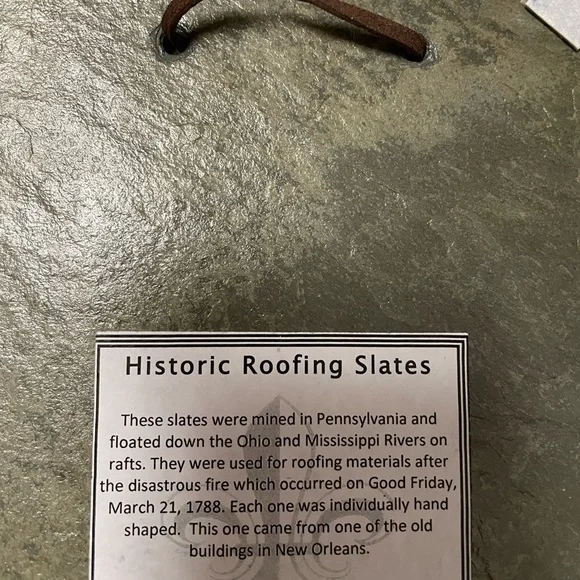 Historic Roofing Slates
These slates were mined in Pennsylvania and
floated down the Ohio and Mississippi Rivers on
rafts. They were used for roofing materials after
the disastrous fire which occurred on Good Friday,
March 21, 1788. Each one was individually hand
shaped. This one came from one of the old
buildings in New Orleans.